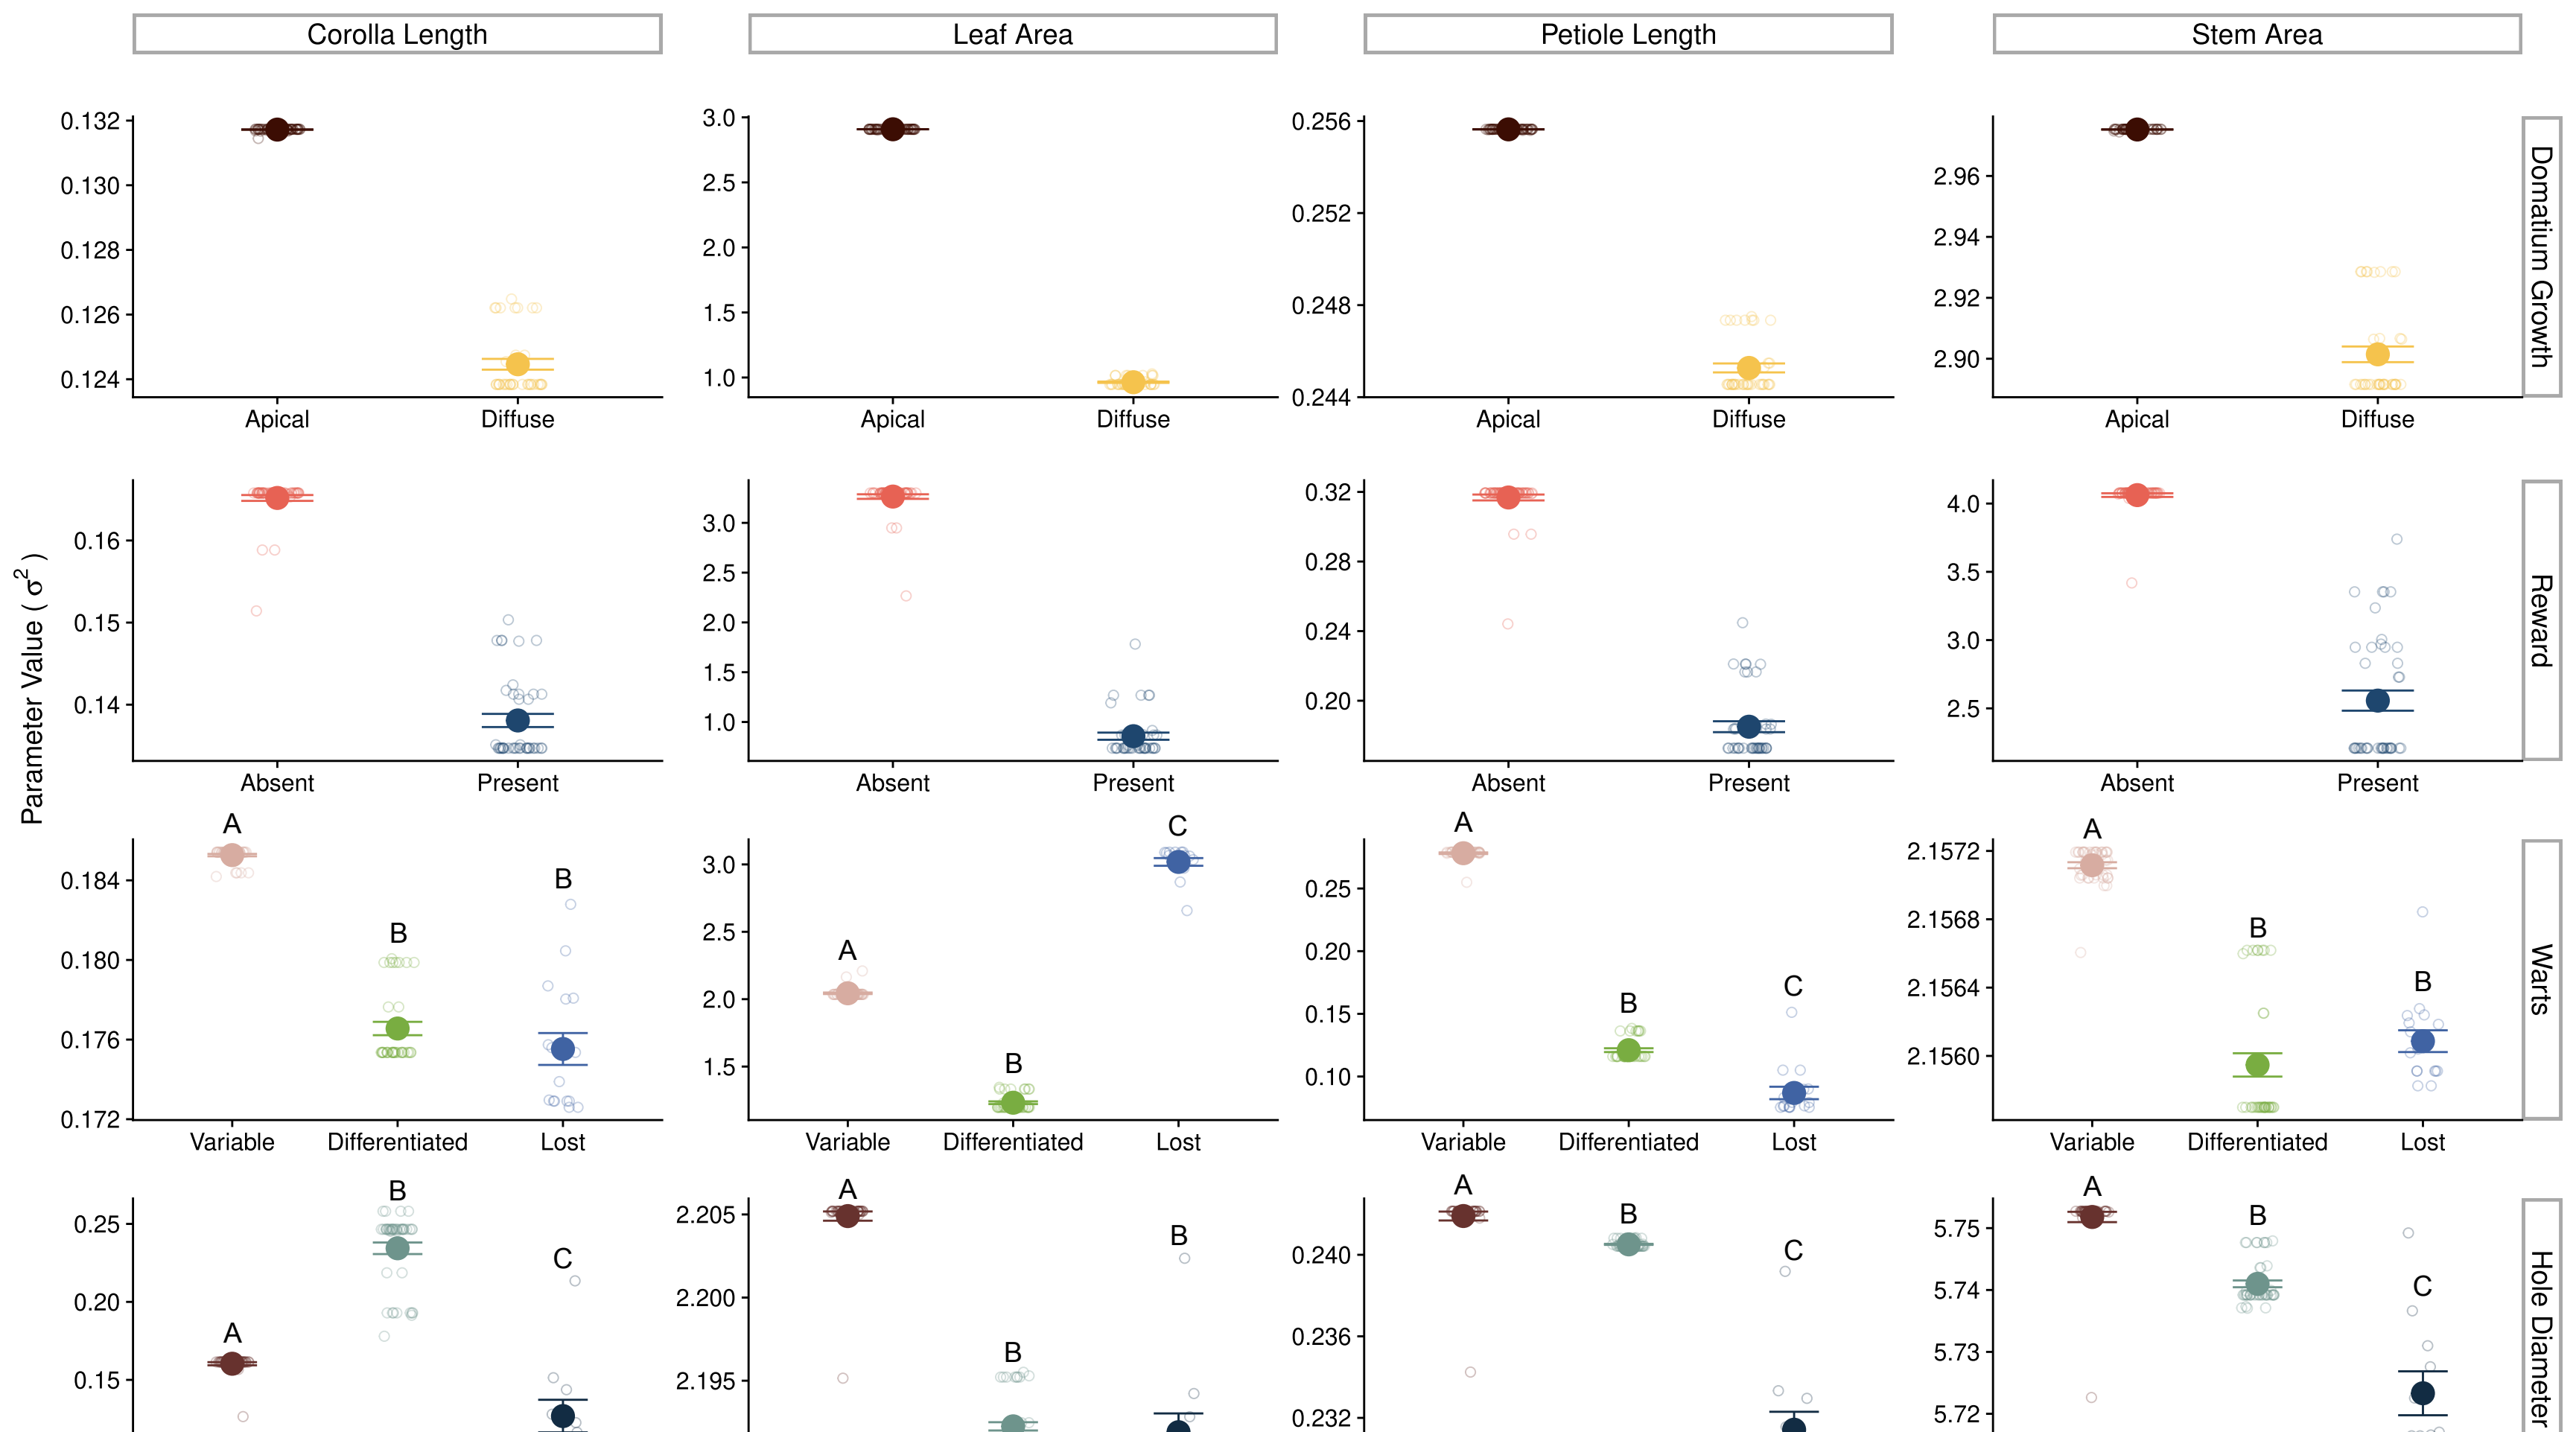 Corolla Length Leaf Area Petiole Length Stem Area
0.132 0.130 0.128 0.126 0.124 Apical Diffuse
3.0 2.5 2.0 1.5 1.0 Apical Diffuse
0.256 0.252 0.248 0.244 Apical Diffuse
2.96 2.94 2.92 2.90 Apical Diffuse
Domatium Growth
Parameter Value ( σ² )
0.16 0.15 0.14 Absent Present
3.0 2.5 2.0 1.5 1.0 Absent Present
0.32 0.28 0.24 0.20 Absent Present
4.0 3.5 3.0 2.5 Absent Present
Reward
A B B
0.184 0.180 0.176 0.172 Variable Differentiated Lost
A B C
3.0 2.5 2.0 1.5 Variable Differentiated Lost
A B C
0.25 0.20 0.15 0.10 Variable Differentiated Lost
A B B
2.1572 2.1568 2.1564 2.1560 Variable Differentiated Lost
Warts
A B C
0.25 0.20 0.15
A B B
2.205 2.200 2.195
A B C
0.240 0.236 0.232
A B C
5.75 5.74 5.73 5.72
Hole Diameter